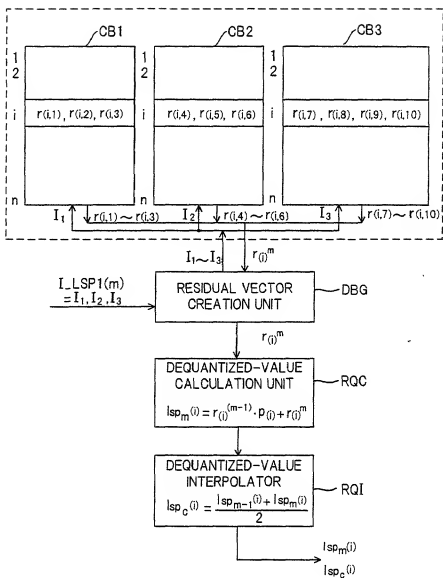 CB1 CB2 CB3
1 1 1
2 2 2
i r(i,1), r(i,2), r(i,3) i r(i,4), r(i,5), r(i,6) i r(i,7), r(i,8), r(i,9), r(i,10)
n n n
I₁ r(i,1)~r(i,3) I₂ r(i,4)~r(i,6) I₃ r(i,7)~r(i,10)
I₁~I₃ r(i)ᵐ
I_LSP1(m)
=I₁,I₂,I₃
RESIDUAL VECTOR
CREATION UNIT
DBG
r(i)ᵐ
DEQUANTIZED-VALUE
CALCULATION UNIT
lspₘ(i)=r(i)⁽ᵐ⁻¹⁾·p(i)+r(i)ᵐ
RQC
DEQUANTIZED-VALUE
INTERPOLATOR
lsp_c(i)= lspₘ₋₁(i)+lspₘ(i)
2
RQI
lspₘ(i)
lsp_c(i)